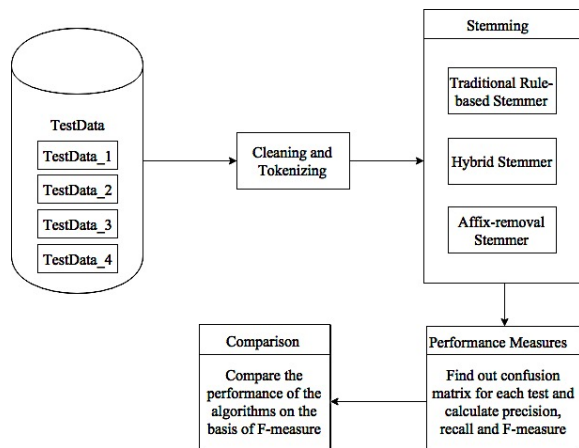 TestData
TestData_1
TestData_2
TestData_3
TestData_4
Cleaning and
Tokenizing
Stemming
Traditional Rule-
based Stemmer
Hybrid Stemmer
Affix-removal
Stemmer
Performance Measures
Find out confusion
matrix for each test and
calculate precision,
recall and F-measure
Comparison
Compare the
performance of the
algorithms on the
basis of F-measure